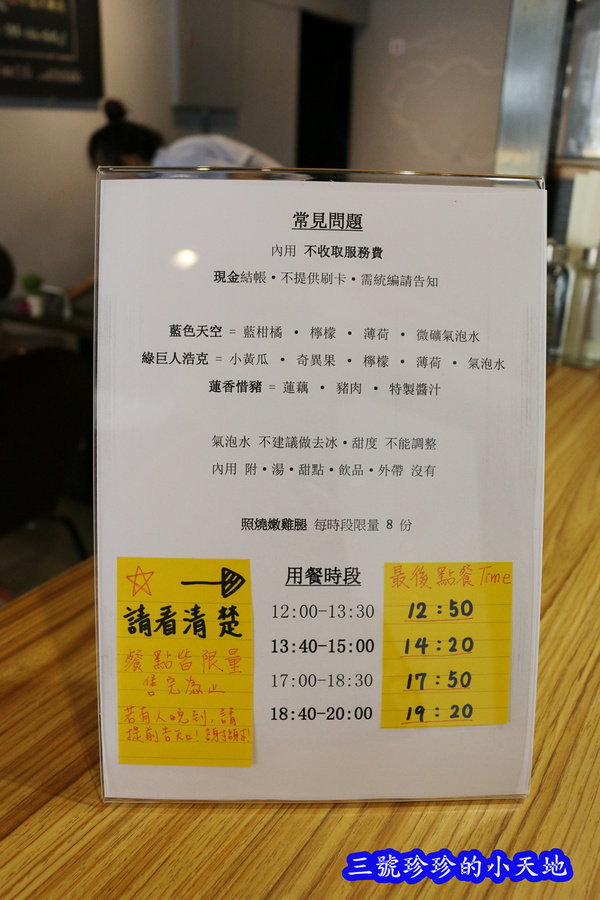 常見問題
內用 不收取服務費
現金結帳•不提供刷卡•需統編請告知
藍色天空 = 藍柑橘 • 檸檬 • 薄荷 • 微礦氣泡水
綠巨人浩克 = 小黃瓜 • 奇異果 • 檸檬 • 薄荷 • 氣泡水
蓮香惜豬 = 蓮藕 • 豬肉 • 特製醬汁
氣泡水 不建議做去冰•甜度 不能調整
內用 附•湯•甜點•飲品•外帶 沒有
照燒嫩雞腿 每時段限量 8 份
請看清楚
餐點皆限量
售完為止
若有人晚到,請
提前告知!謝謝!
用餐時段
12:00-13:30
13:40-15:00
17:00-18:30
18:40-20:00
最後點餐Time
12:50
14:20
17:50
19:20
三號珍珍的小天地